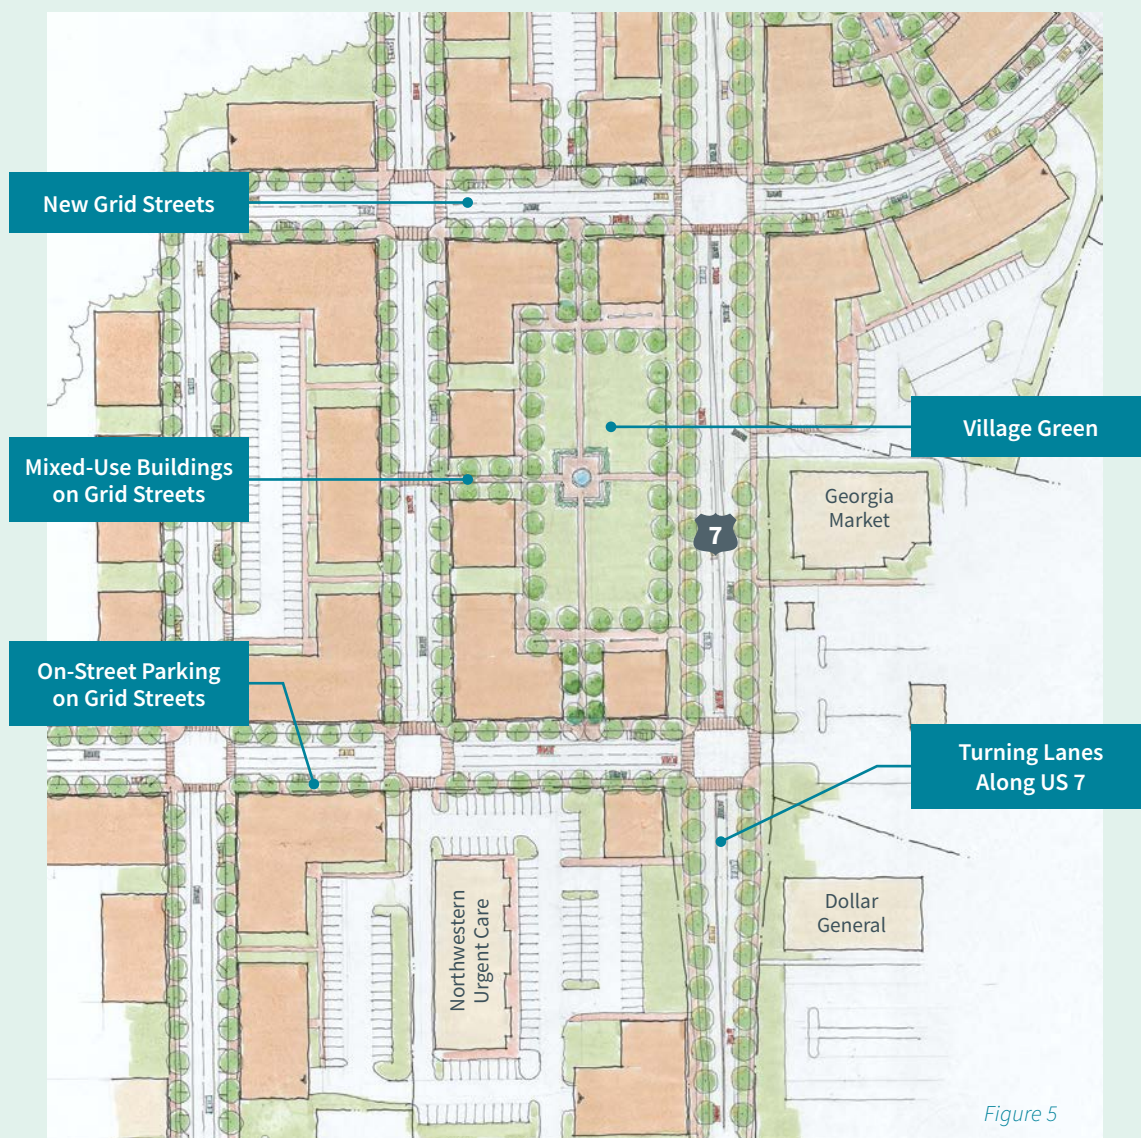 New Grid Streets
Village Green
Mixed-Use Buildings
on Grid Streets
Georgia
Market
7
On-Street Parking
on Grid Streets
Turning Lanes
Along US 7
Dollar
General
Northwestern
Urgent Care
Figure 5